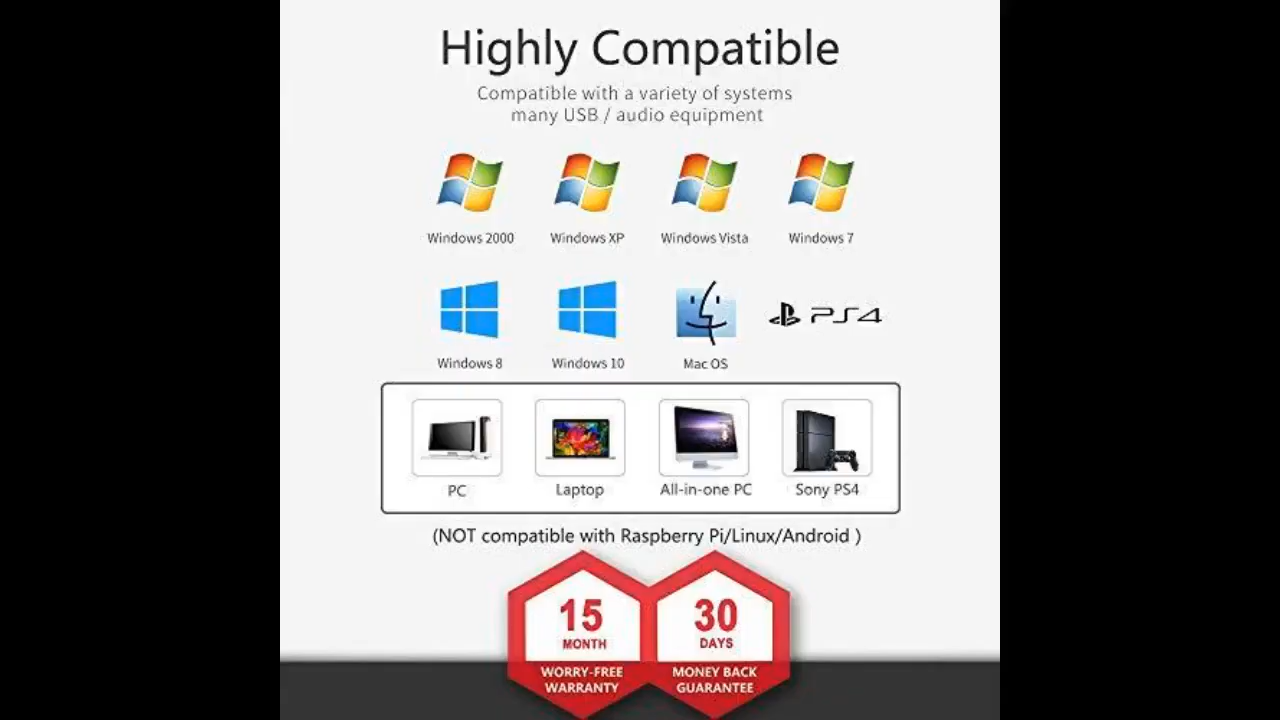 Highly Compatible
Compatible with a variety of systems
many USB / audio equipment
Windows 2000 Windows XP Windows Vista Windows 7
PS4
Windows 8 Windows 10 Mac OS
PC Laptop All-in-one PC Sony PS4
(NOT compatible with Raspberry Pi/Linux/Android )
15 30
MONTH DAYS
WORRY-FREE MONEY BACK
WARRANTY GUARANTEE